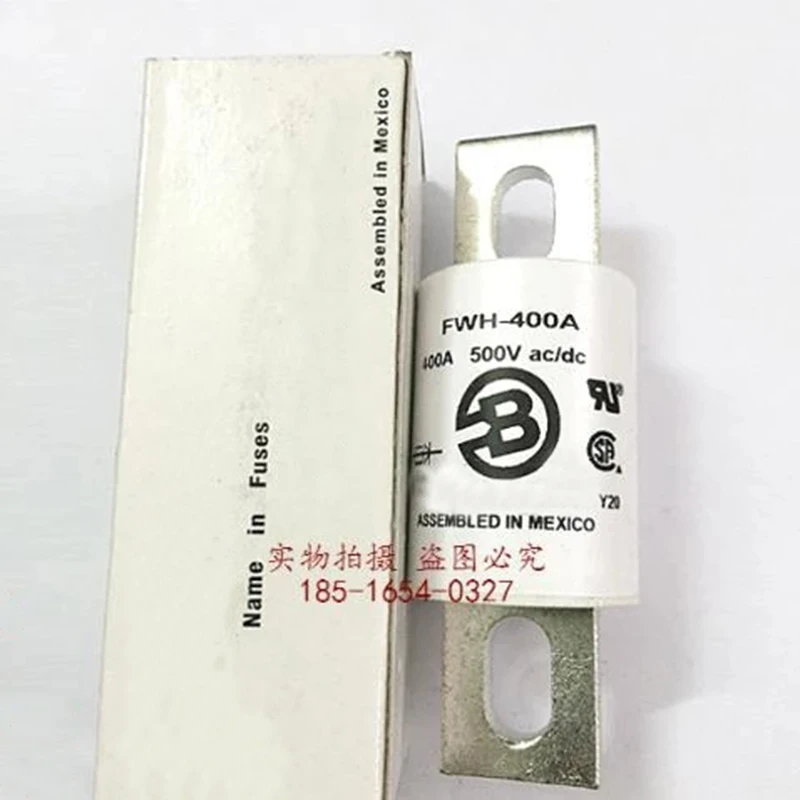 Assembled in Mexico
Name in Fuses
FWH-400A
400A 500V ac/dc
B
SA
Y20
ASSEMBLED IN MEXICO
实物拍摄 盗图必究
185-1654-0327